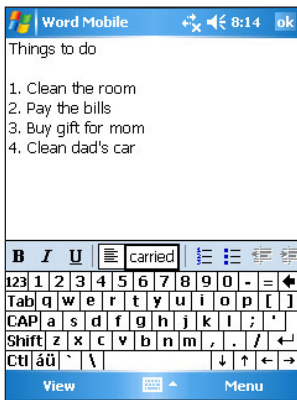 Word Mobile 8:14 ok
Things to do
1. Clean the room
2. Pay the bills
3. Buy gift for mom
4. Clean dad's car
B I U carried
123 1 2 3 4 5 6 7 8 9 0 - =
Tab q w e r t y u i o p [ ]
CAP a s d f g h j k l ; '
Shift z x c v b n m , . /
Ctl áü ` \
View Menu